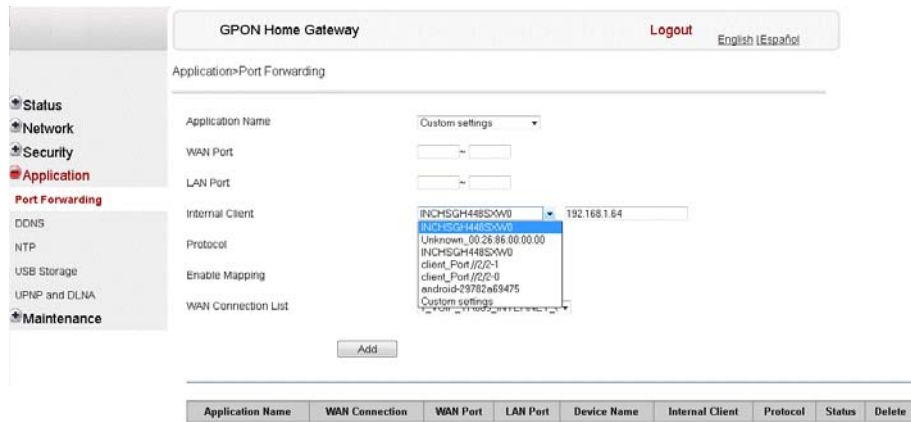 GPON Home Gateway
Logout
English | Español
Application>Port Forwarding
Status
Network
Security
Application
Port Forwarding
DDNS
NTP
USB Storage
UPNP and DLNA
Maintenance
Application Name
Custom settings
WAN Port
~
LAN Port
~
Internal Client
INCHSGH448SXW0
192.168.1.64
INCHSGH448SXW0
Unknown_00:26:86:00:00:00
INCHSGH448SXW0
client_Port//2/2-1
client_Port//2/2-0
android-29782a69475
Custom settings
Protocol
Enable Mapping
WAN Connection List
Add
Application Name WAN Connection WAN Port LAN Port Device Name Internal Client Protocol Status Delete